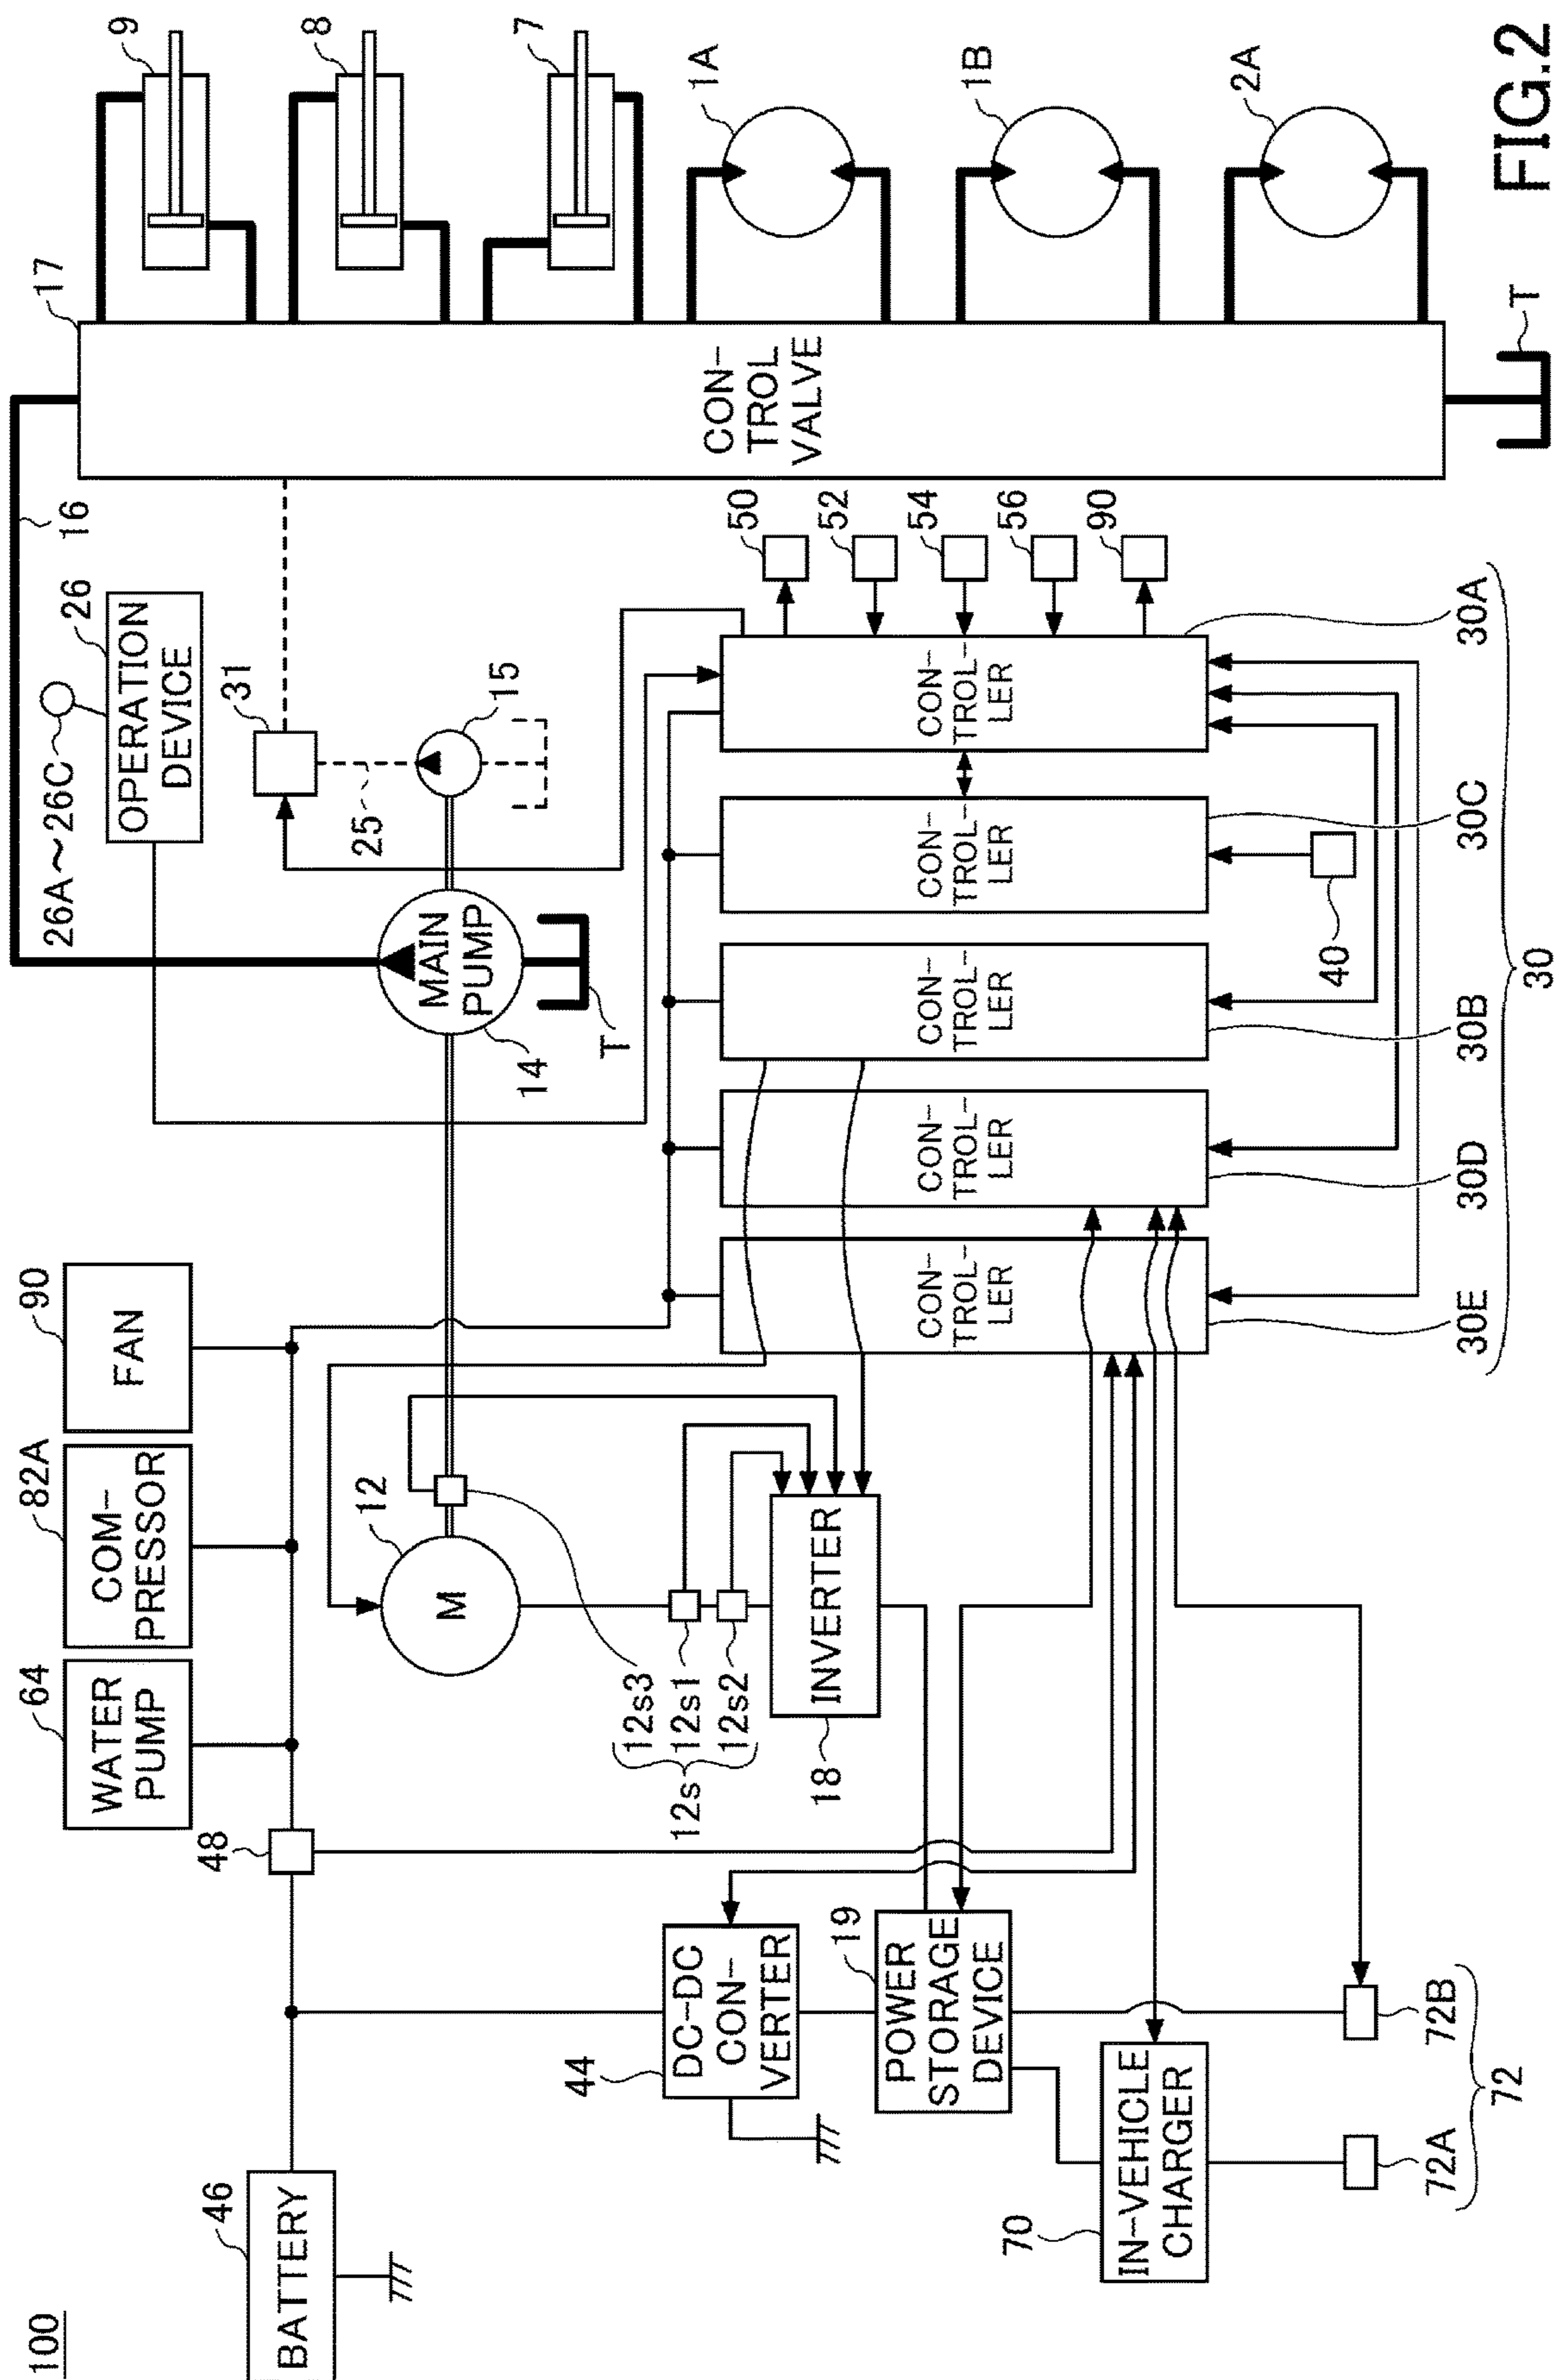 100
FIG.2
BATTERY
46
48
WATER
PUMP
64
COM-
PRESSOR
82A
FAN
90
26A～26C
OPERATION
DEVICE
26
16
17
CON-
TROL
VALVE
9
8
7
1A
1B
2A
T
31
25
15
MAIN
PUMP
14
T
M
12
12s3
12s1
12s2
12s
INVERTER
18
DC-DC
CON-
VERTER
44
POWER
STORAGE
DEVICE
19
IN-VEHICLE
CHARGER
70
72A
72B
72
CON-
TROL-
LER
30E
CON-
TROL-
LER
30D
CON-
TROL-
LER
30B
CON-
TROL-
LER
30C
CON-
TROL-
LER
30A
30
40
50
52
54
56
90